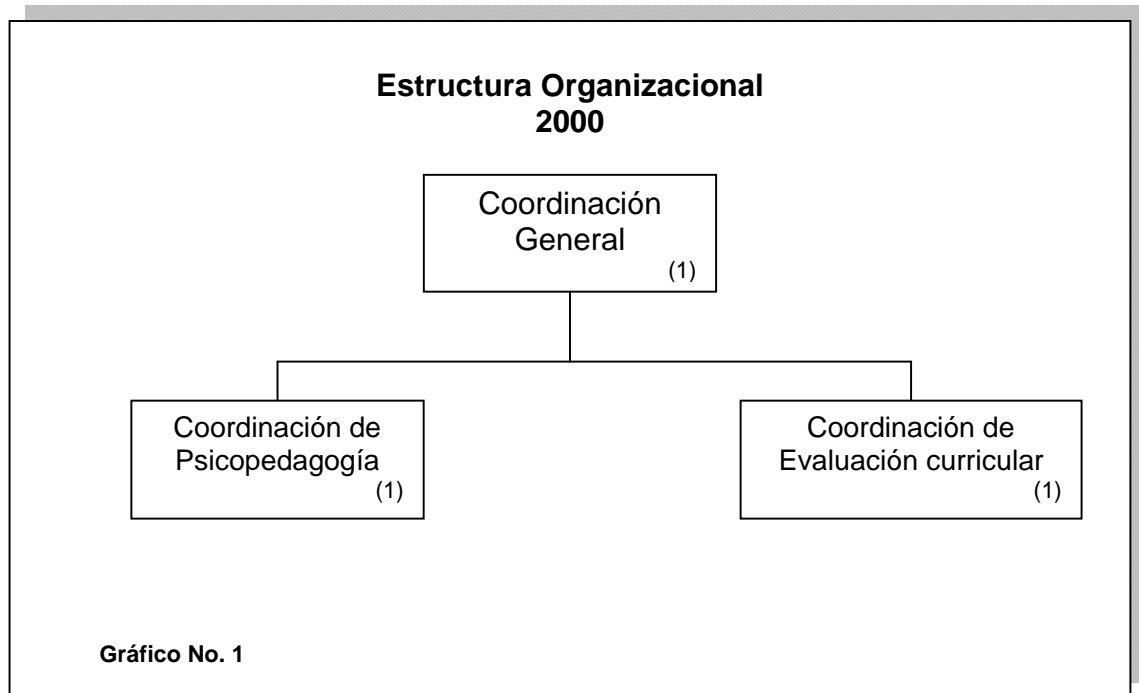 Estructura Organizacional
2000
Coordinación
General
(1)
Coordinación de
Psicopedagogía
(1)
Coordinación de
Evaluación curricular
(1)
Gráfico No. 1